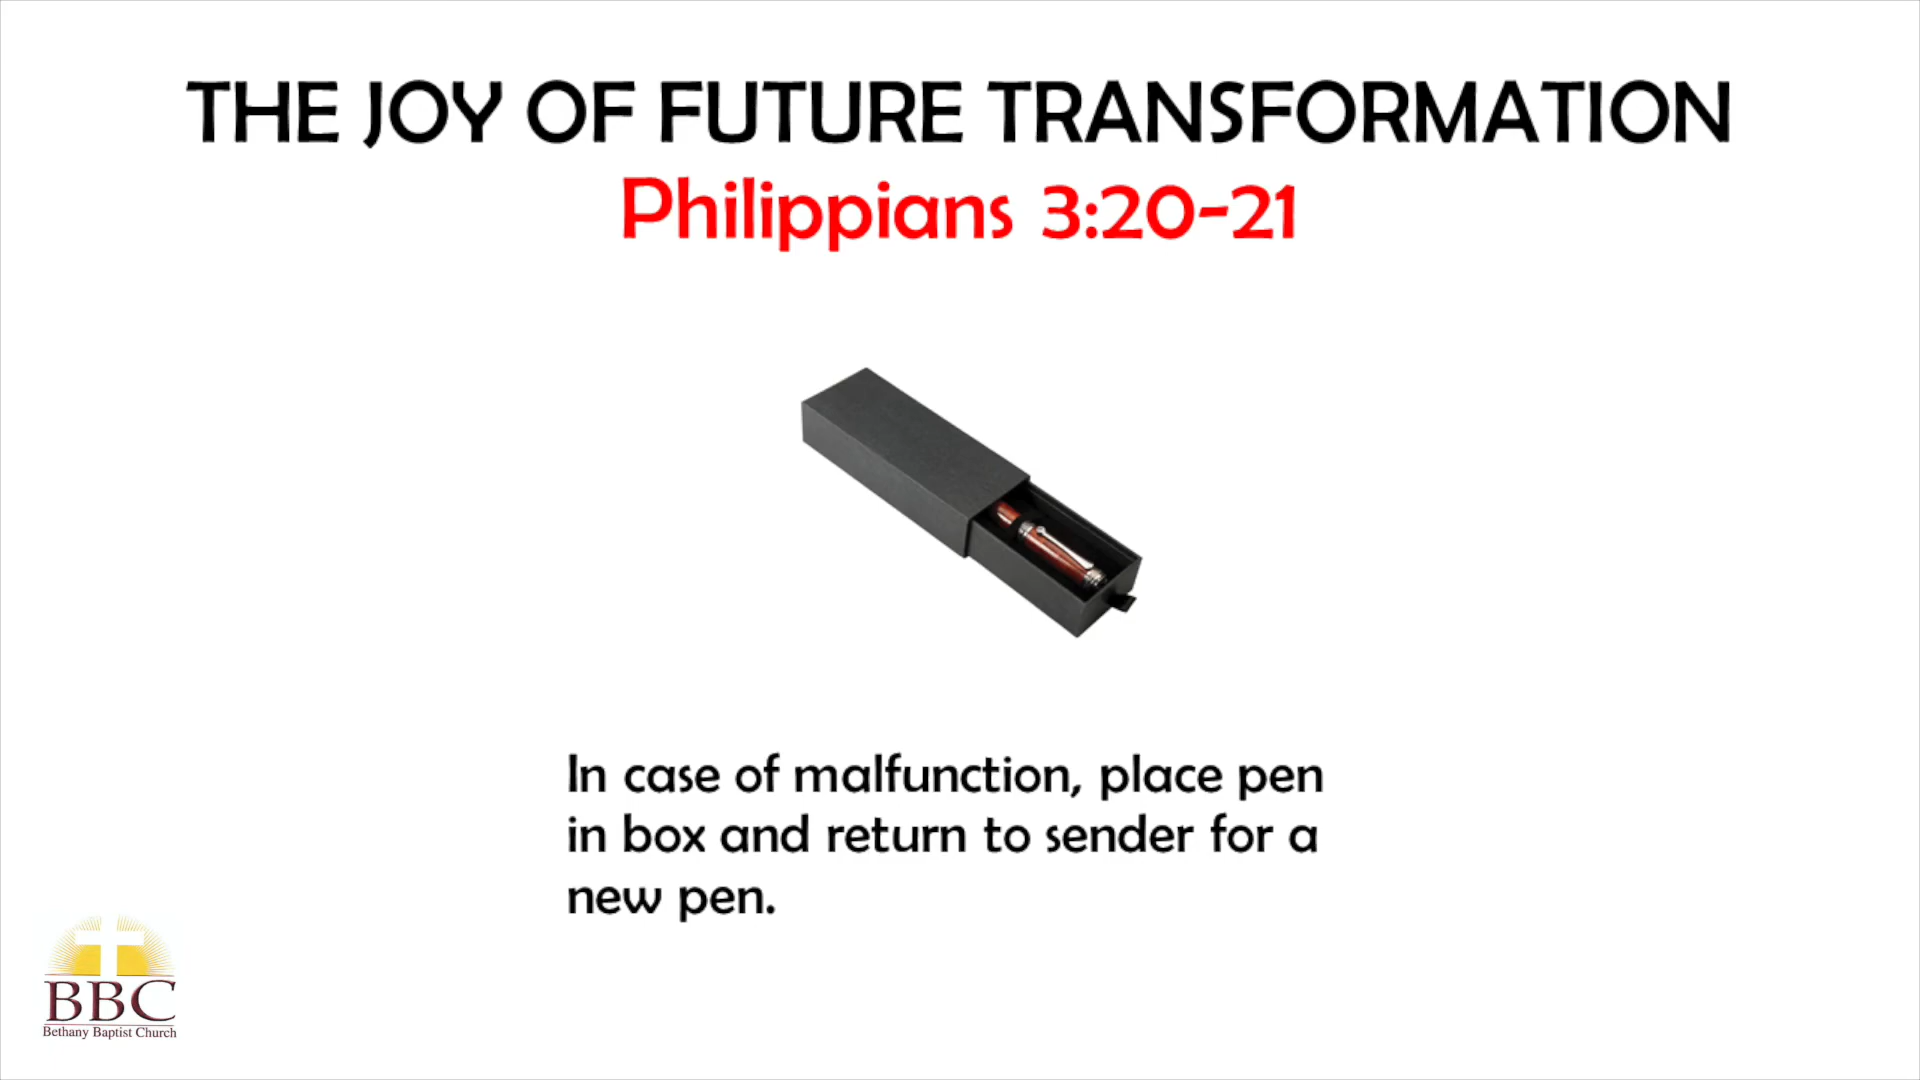 THE JOY OF FUTURE TRANSFORMATION
Philippians 3:20-21
In case of malfunction, place pen
in box and return to sender for a
new pen.
BBC
Bethany Baptist Church